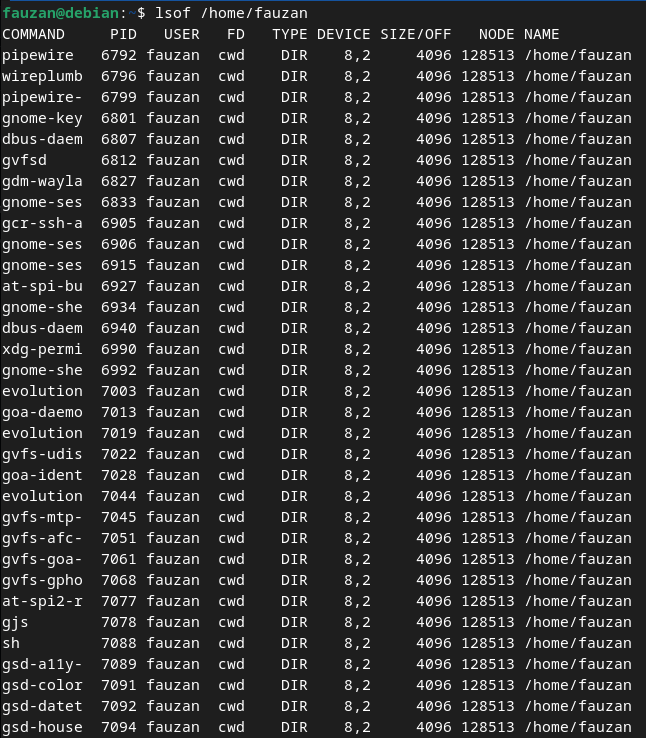 fauzan@debian:~$ lsof /home/fauzan
COMMAND    PID   USER   FD   TYPE DEVICE SIZE/OFF   NODE NAME
pipewire  6792 fauzan  cwd    DIR    8,2     4096 128513 /home/fauzan
wireplumb 6796 fauzan  cwd    DIR    8,2     4096 128513 /home/fauzan
pipewire- 6799 fauzan  cwd    DIR    8,2     4096 128513 /home/fauzan
gnome-key 6801 fauzan  cwd    DIR    8,2     4096 128513 /home/fauzan
dbus-daem 6807 fauzan  cwd    DIR    8,2     4096 128513 /home/fauzan
gvfsd     6812 fauzan  cwd    DIR    8,2     4096 128513 /home/fauzan
gdm-wayla 6827 fauzan  cwd    DIR    8,2     4096 128513 /home/fauzan
gnome-ses 6833 fauzan  cwd    DIR    8,2     4096 128513 /home/fauzan
gcr-ssh-a 6905 fauzan  cwd    DIR    8,2     4096 128513 /home/fauzan
gnome-ses 6906 fauzan  cwd    DIR    8,2     4096 128513 /home/fauzan
gnome-ses 6915 fauzan  cwd    DIR    8,2     4096 128513 /home/fauzan
at-spi-bu 6927 fauzan  cwd    DIR    8,2     4096 128513 /home/fauzan
gnome-she 6934 fauzan  cwd    DIR    8,2     4096 128513 /home/fauzan
dbus-daem 6940 fauzan  cwd    DIR    8,2     4096 128513 /home/fauzan
xdg-permi 6990 fauzan  cwd    DIR    8,2     4096 128513 /home/fauzan
gnome-she 6992 fauzan  cwd    DIR    8,2     4096 128513 /home/fauzan
evolution 7003 fauzan  cwd    DIR    8,2     4096 128513 /home/fauzan
goa-daemo 7013 fauzan  cwd    DIR    8,2     4096 128513 /home/fauzan
evolution 7019 fauzan  cwd    DIR    8,2     4096 128513 /home/fauzan
gvfs-udis 7022 fauzan  cwd    DIR    8,2     4096 128513 /home/fauzan
goa-ident 7028 fauzan  cwd    DIR    8,2     4096 128513 /home/fauzan
evolution 7044 fauzan  cwd    DIR    8,2     4096 128513 /home/fauzan
gvfs-mtp- 7045 fauzan  cwd    DIR    8,2     4096 128513 /home/fauzan
gvfs-afc- 7051 fauzan  cwd    DIR    8,2     4096 128513 /home/fauzan
gvfs-goa- 7061 fauzan  cwd    DIR    8,2     4096 128513 /home/fauzan
gvfs-gpho 7068 fauzan  cwd    DIR    8,2     4096 128513 /home/fauzan
at-spi2-r 7077 fauzan  cwd    DIR    8,2     4096 128513 /home/fauzan
gjs       7078 fauzan  cwd    DIR    8,2     4096 128513 /home/fauzan
sh        7088 fauzan  cwd    DIR    8,2     4096 128513 /home/fauzan
gsd-a11y- 7089 fauzan  cwd    DIR    8,2     4096 128513 /home/fauzan
gsd-color 7091 fauzan  cwd    DIR    8,2     4096 128513 /home/fauzan
gsd-datet 7092 fauzan  cwd    DIR    8,2     4096 128513 /home/fauzan
gsd-house 7094 fauzan  cwd    DIR    8,2     4096 128513 /home/fauzan